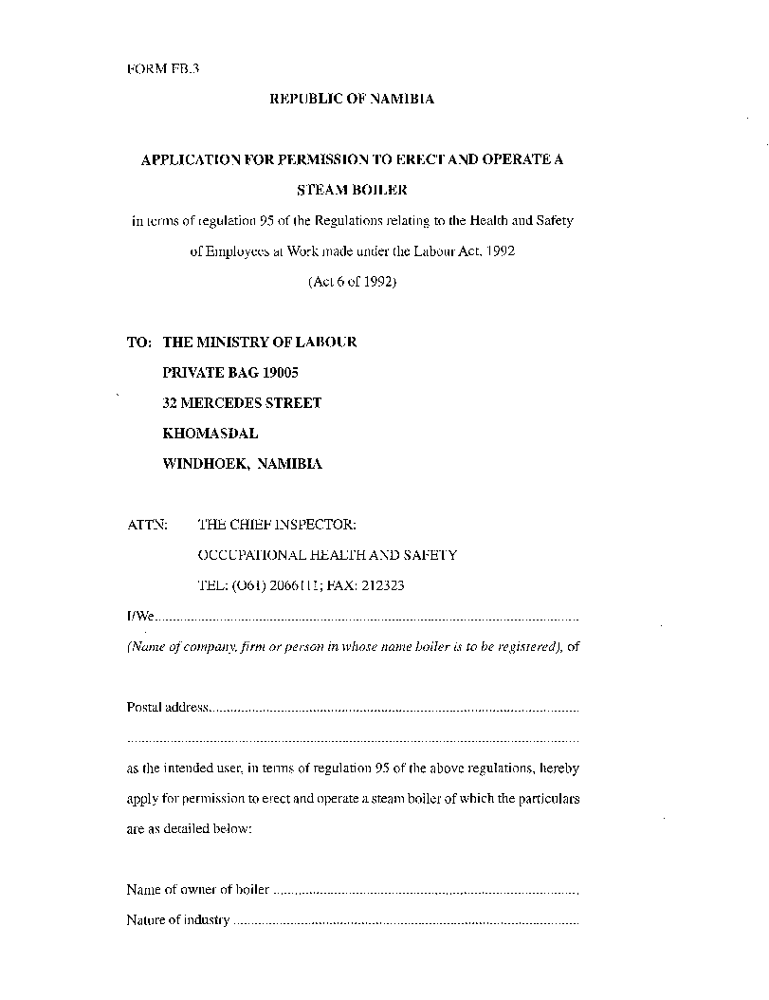 FORM FB.3
REPUBLIC OF NAMIBIA
APPLICATION FOR PERMISSION TO ERECT AND OPERATE A
STEAM BOILER
in terms of regulation 95 of the Regulations relating to the Health and Safety
of Employees at Work made under the Labour Act, 1992
(Act 6 of 1992)
TO: THE MINISTRY OF LABOUR
PRIVATE BAG 19005
32 MERCEDES STREET
KHOMASDAL
WINDHOEK, NAMIBIA
ATTN: THE CHIEF INSPECTOR:
OCCUPATIONAL HEALTH AND SAFETY
TEL: (O61) 2066111; FAX: 212323
I/We.......................................................................................................................
(Name of company, firm or person in whose name boiler is to be registered), of
Postal address........................................................................................................
...............................................................................................................................
as the intended user, in terms of regulation 95 of the above regulations, hereby
apply for permission to erect and operate a steam boiler of which the particulars
are as detailed below:
Name of owner of boiler ......................................................................................
Nature of industry .................................................................................................